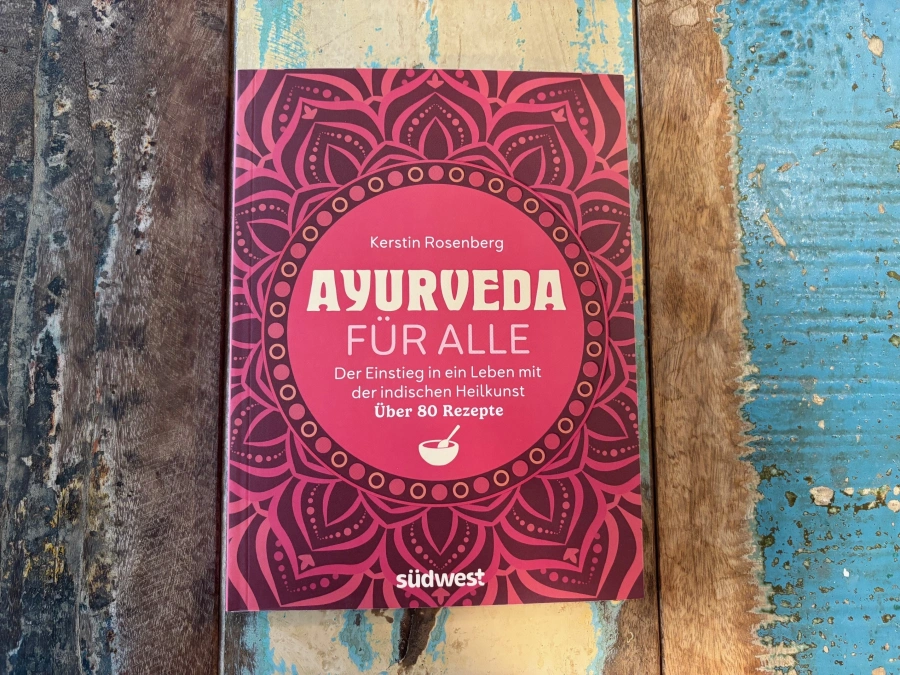 Kerstin Rosenberg
AYURVEDA
FÜR ALLE
Der Einstieg in ein Leben mit
der indischen Heilkunst
Über 80 Rezepte
südwest